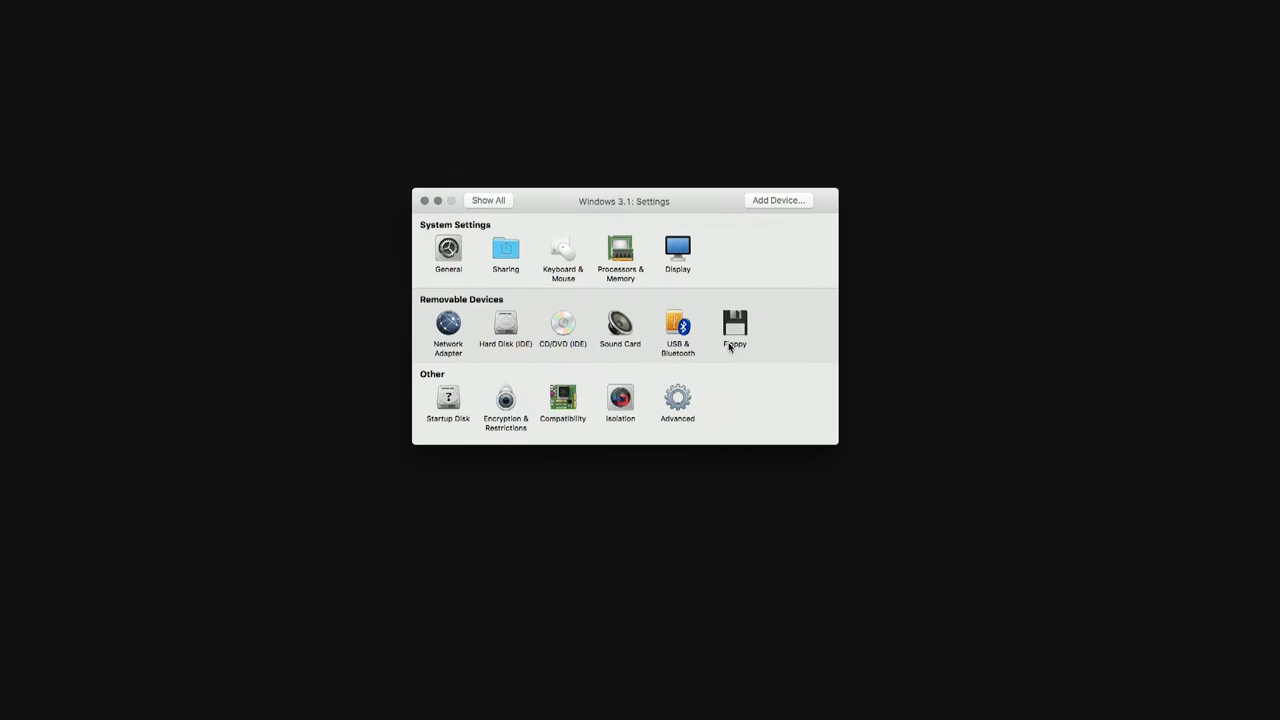 Show All
Windows 3.1: Settings
Add Device...
System Settings
General
Sharing
Keyboard &
Mouse
Processors &
Memory
Display
Removable Devices
Network
Adapter
Hard Disk (IDE)
CD/DVD (IDE)
Sound Card
USB &
Bluetooth
Floppy
Other
Startup Disk
Encryption &
Restrictions
Compatibility
Isolation
Advanced